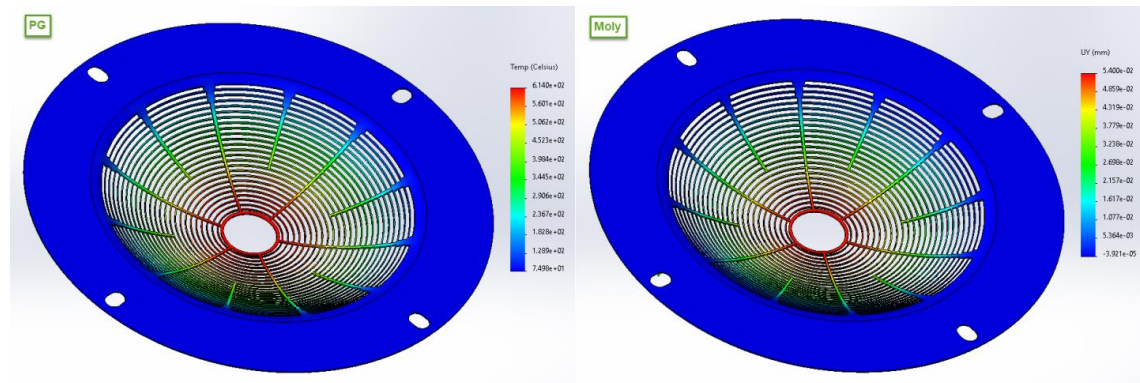 PG
Temp (Celsius)
6.140e+02
5.601e+02
5.062e+02
4.523e+02
3.984e+02
3.445e+02
2.906e+02
2.367e+02
1.828e+02
1.289e+02
7.498e+01
Moly
UY (mm)
5.400e-02
4.859e-02
4.319e-02
3.779e-02
3.238e-02
2.698e-02
2.157e-02
1.617e-02
1.077e-02
5.364e-03
-3.921e-05